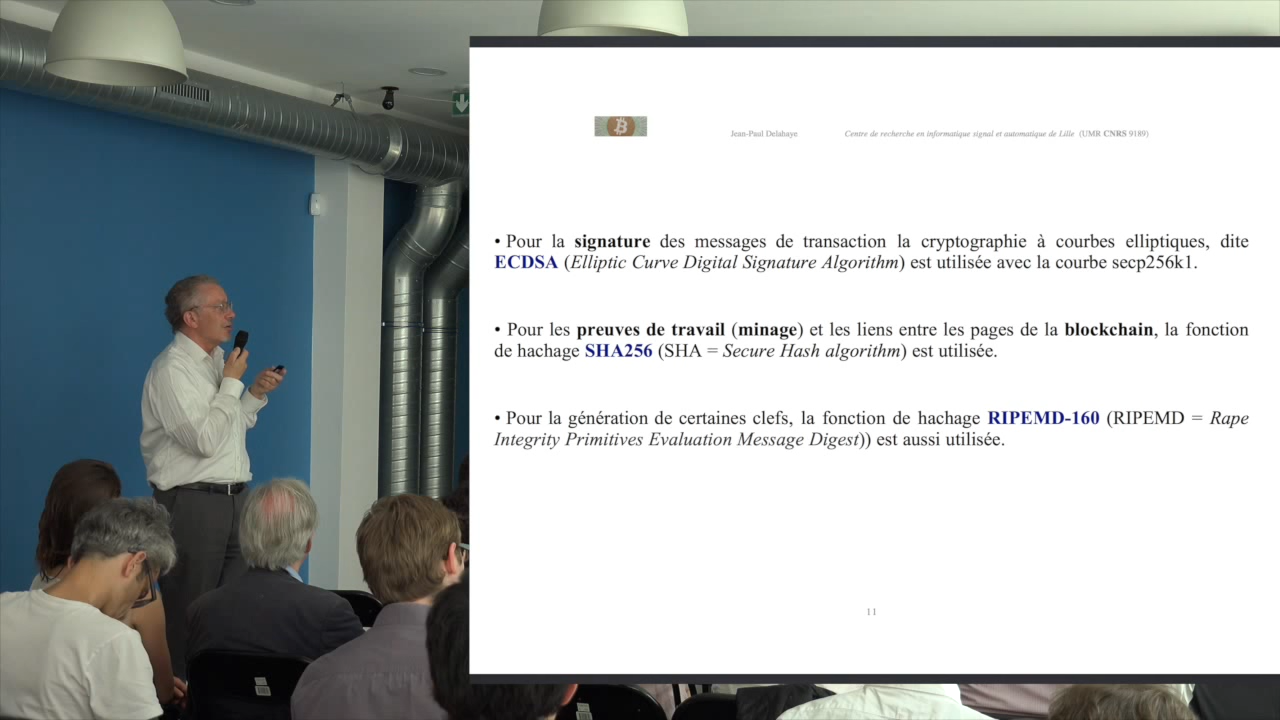 Jean-Paul Delahaye Centre de recherche en informatique signal et automatique de Lille (UMR CNRS 9189)
• Pour la signature des messages de transaction la cryptographie à courbes elliptiques, dite
ECDSA (Elliptic Curve Digital Signature Algorithm) est utilisée avec la courbe secp256k1.
• Pour les preuves de travail (minage) et les liens entre les pages de la blockchain, la fonction
de hachage SHA256 (SHA = Secure Hash algorithm) est utilisée.
• Pour la génération de certaines clefs, la fonction de hachage RIPEMD-160 (RIPEMD = Rape
Integrity Primitives Evaluation Message Digest)) est aussi utilisée.
11